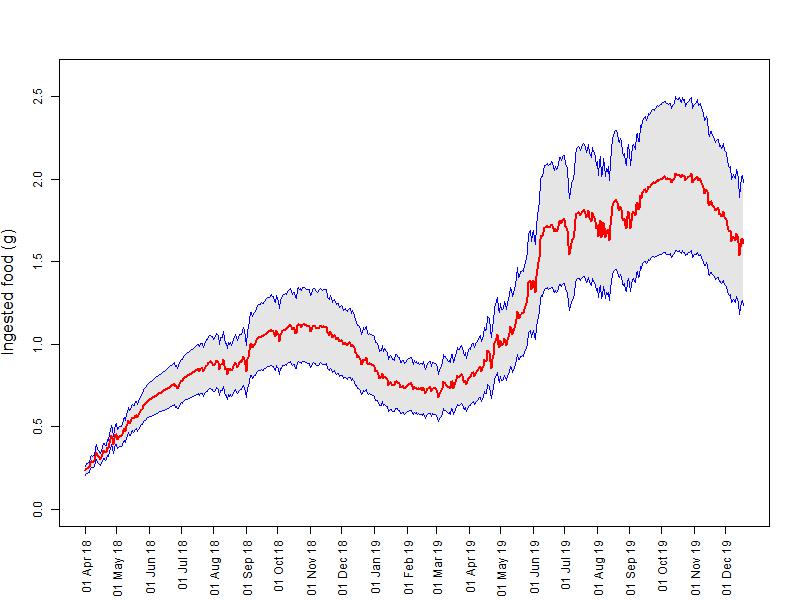 Ingested food (g)
2.5
2.0
1.5
1.0
0.5
0.0
01 Apr 18
01 May 18
01 Jun 18
01 Jul 18
01 Aug 18
01 Sep 18
01 Oct 18
01 Nov 18
01 Dec 18
01 Jan 19
01 Feb 19
01 Mar 19
01 Apr 19
01 May 19
01 Jun 19
01 Jul 19
01 Aug 19
01 Sep 19
01 Oct 19
01 Nov 19
01 Dec 19